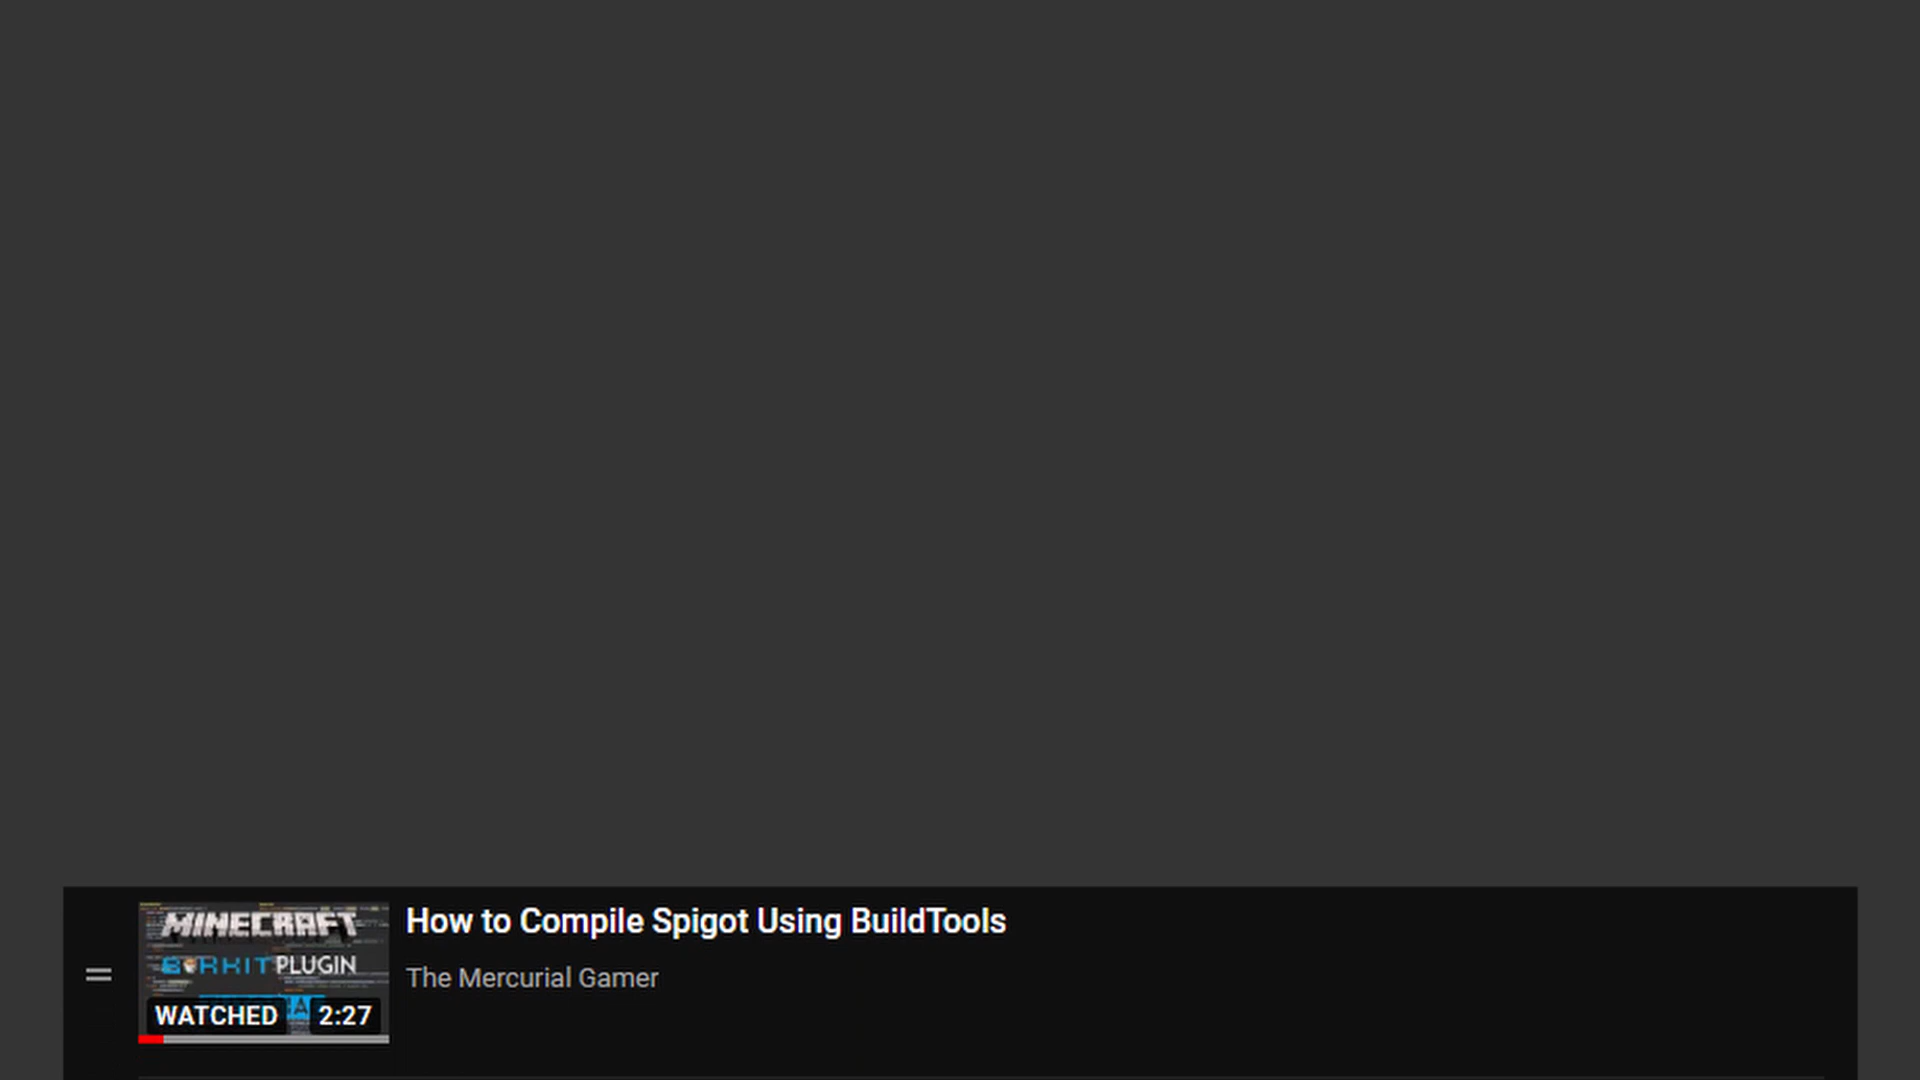 How to Compile Spigot Using BuildTools
The Mercurial Gamer
MINECRAFT
PLUGIN
WATCHED 2:27